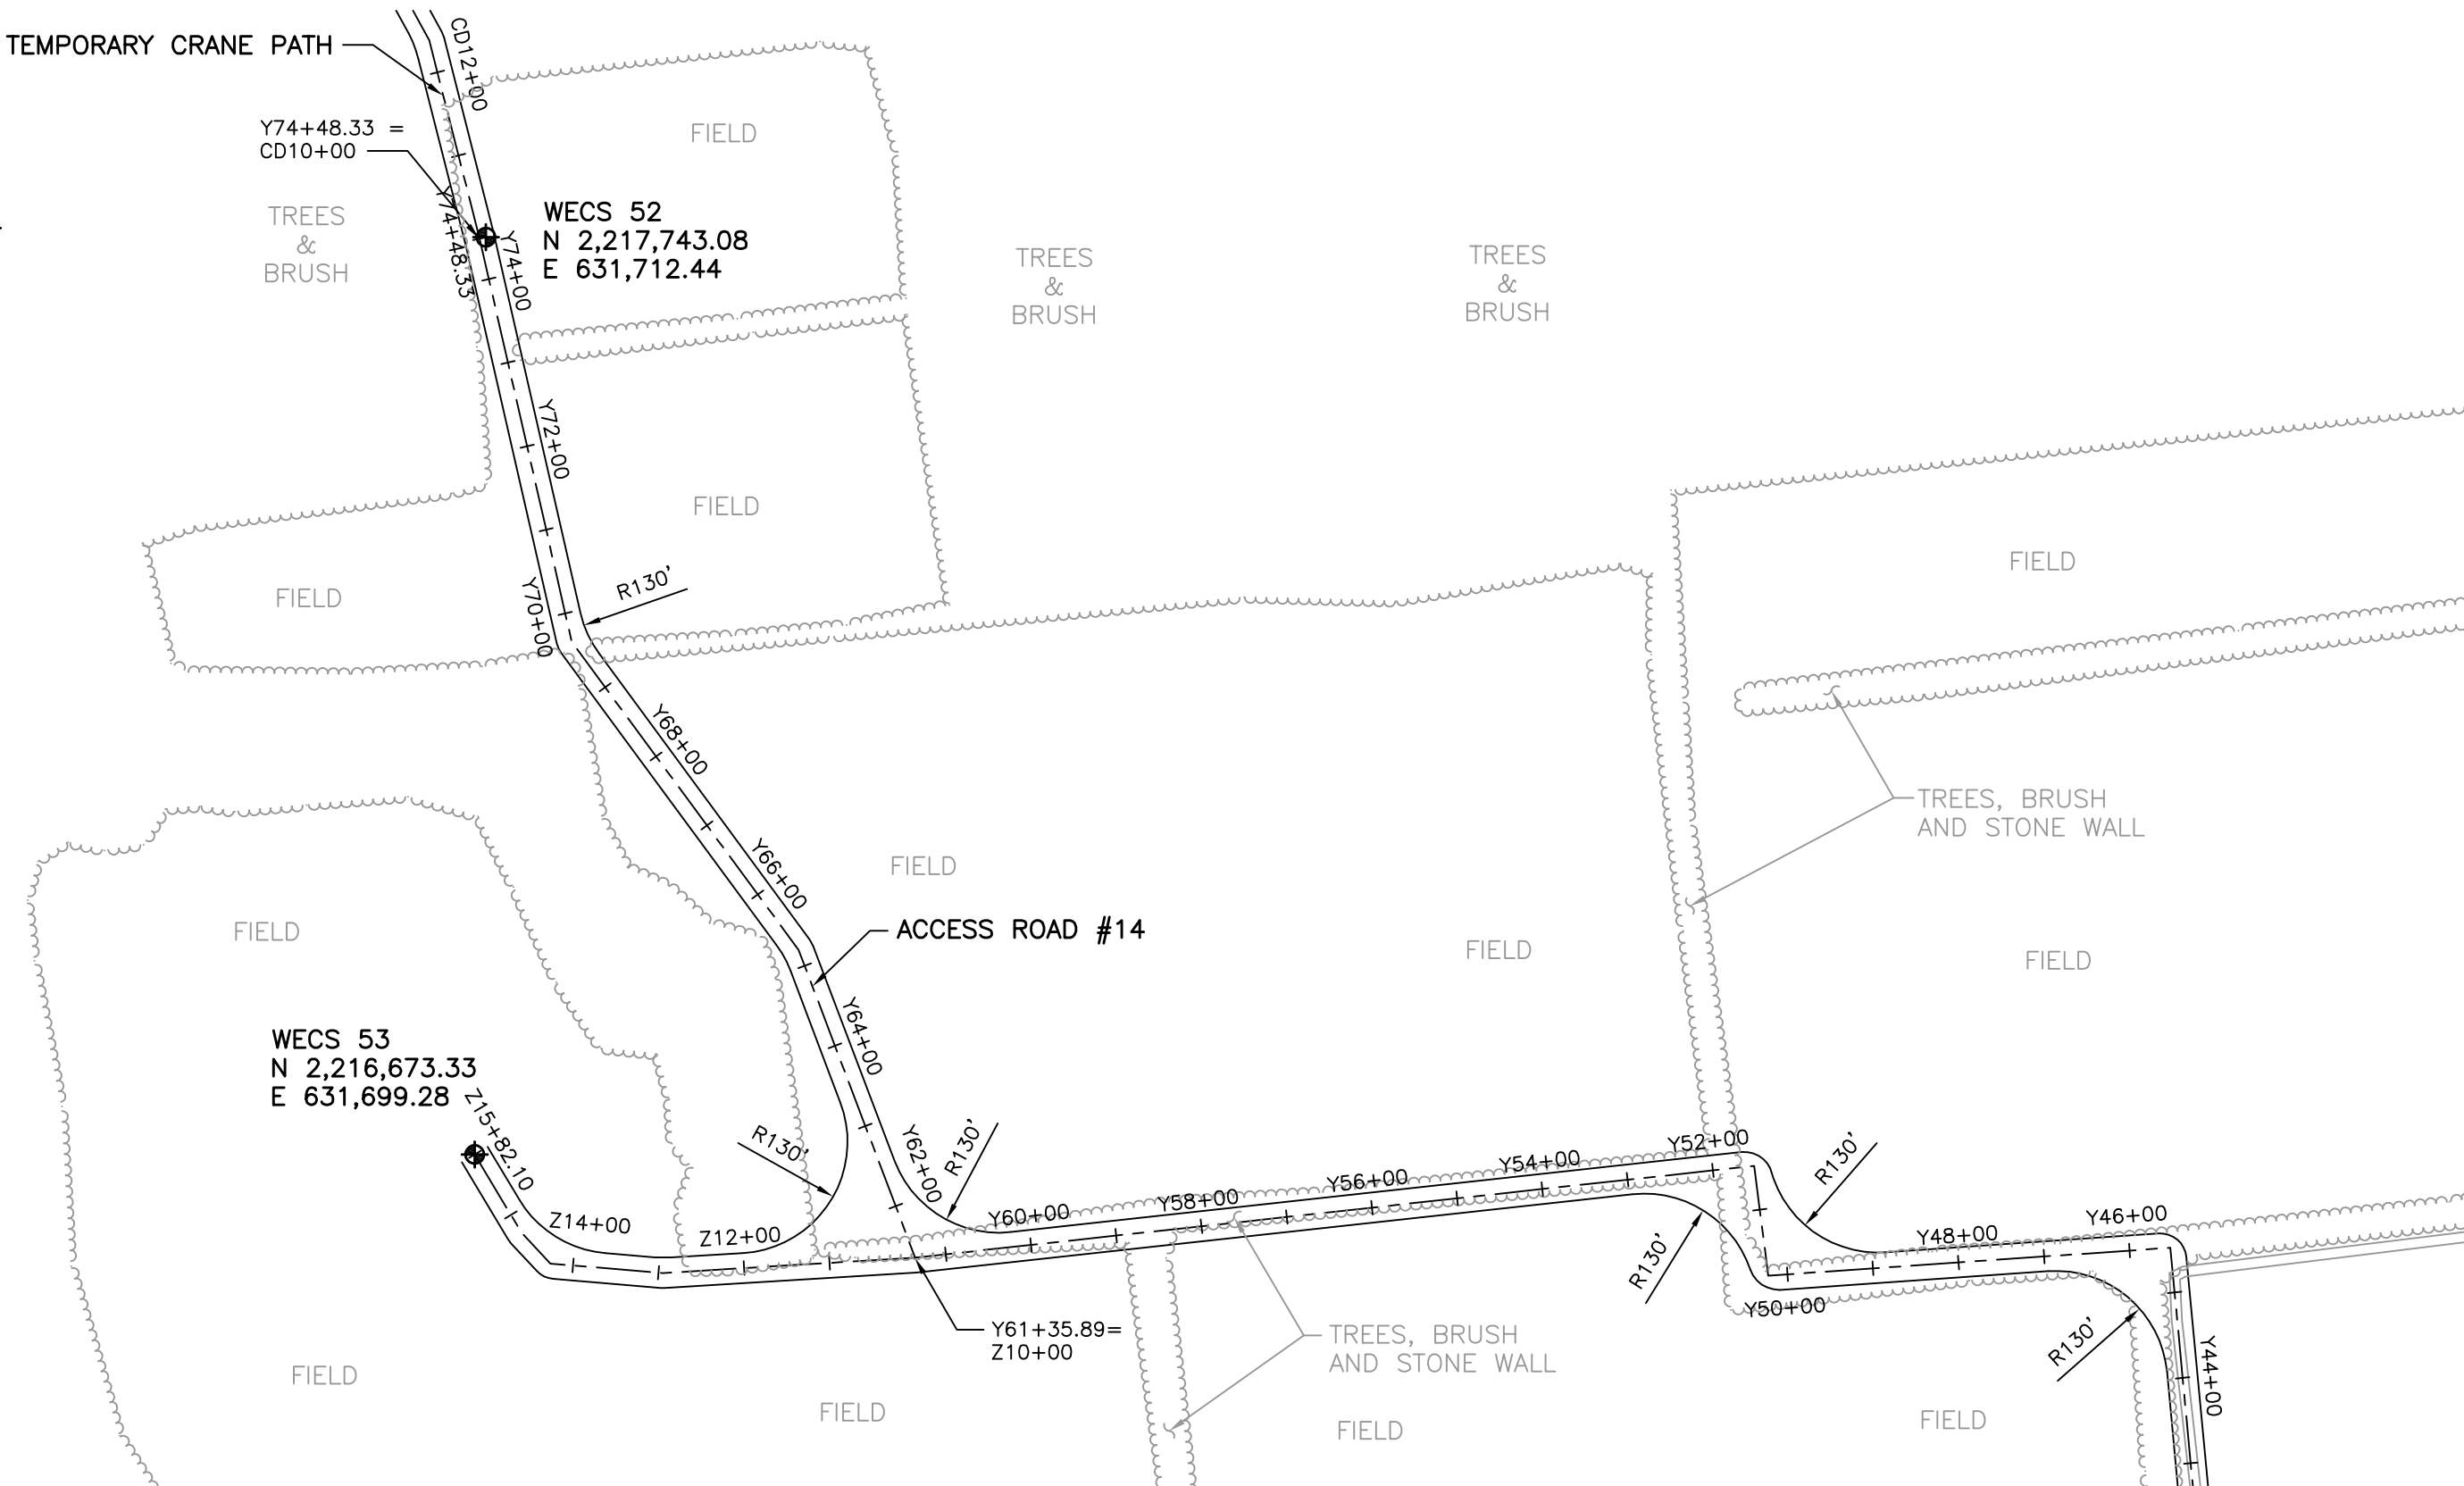 TEMPORARY CRANE PATH
CD12+00
Y74+48.33 =
CD10+00
FIELD
TREES
&
BRUSH
Y74+48.33
Y74+00
WECS 52
N 2,217,743.08
E 631,712.44
TREES
&
BRUSH
TREES
&
BRUSH
Y72+00
FIELD
FIELD
FIELD
R130'
Y70+00
Y68+00
TREES, BRUSH
AND STONE WALL
Y66+00
FIELD
ACCESS ROAD #14
FIELD
FIELD
FIELD
Y64+00
WECS 53
N 2,216,673.33
E 631,699.28
Z15+82.10
R130'
Y62+00
R130'
Y52+00
R130'
Y54+00
Y56+00
Y58+00
Y60+00
Z14+00
Z12+00
Y46+00
Y48+00
R130'
Y50+00
Y61+35.89=
Z10+00
TREES, BRUSH
AND STONE WALL
R130'
Y44+00
FIELD
FIELD
FIELD
FIELD